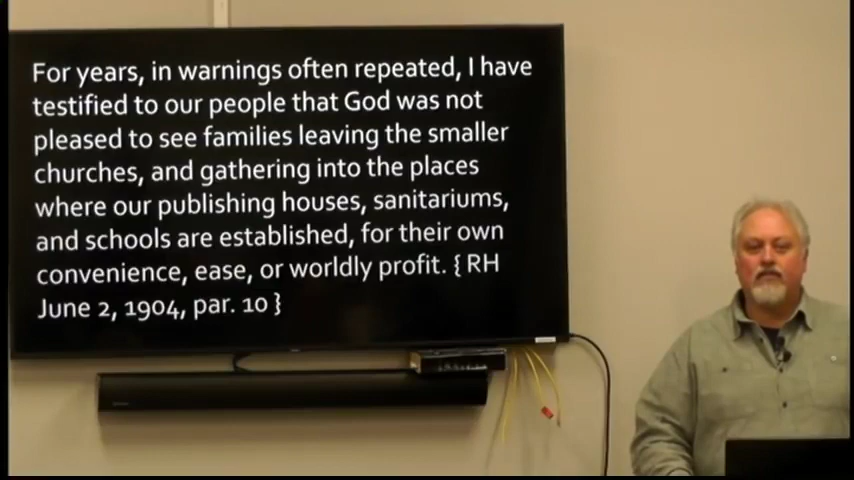 For years, in warnings often repeated, I have
testified to our people that God was not
pleased to see families leaving the smaller
churches, and gathering into the places
where our publishing houses, sanitariums,
and schools are established, for their own
convenience, ease, or worldly profit. { RH
June 2, 1904, par. 10 }